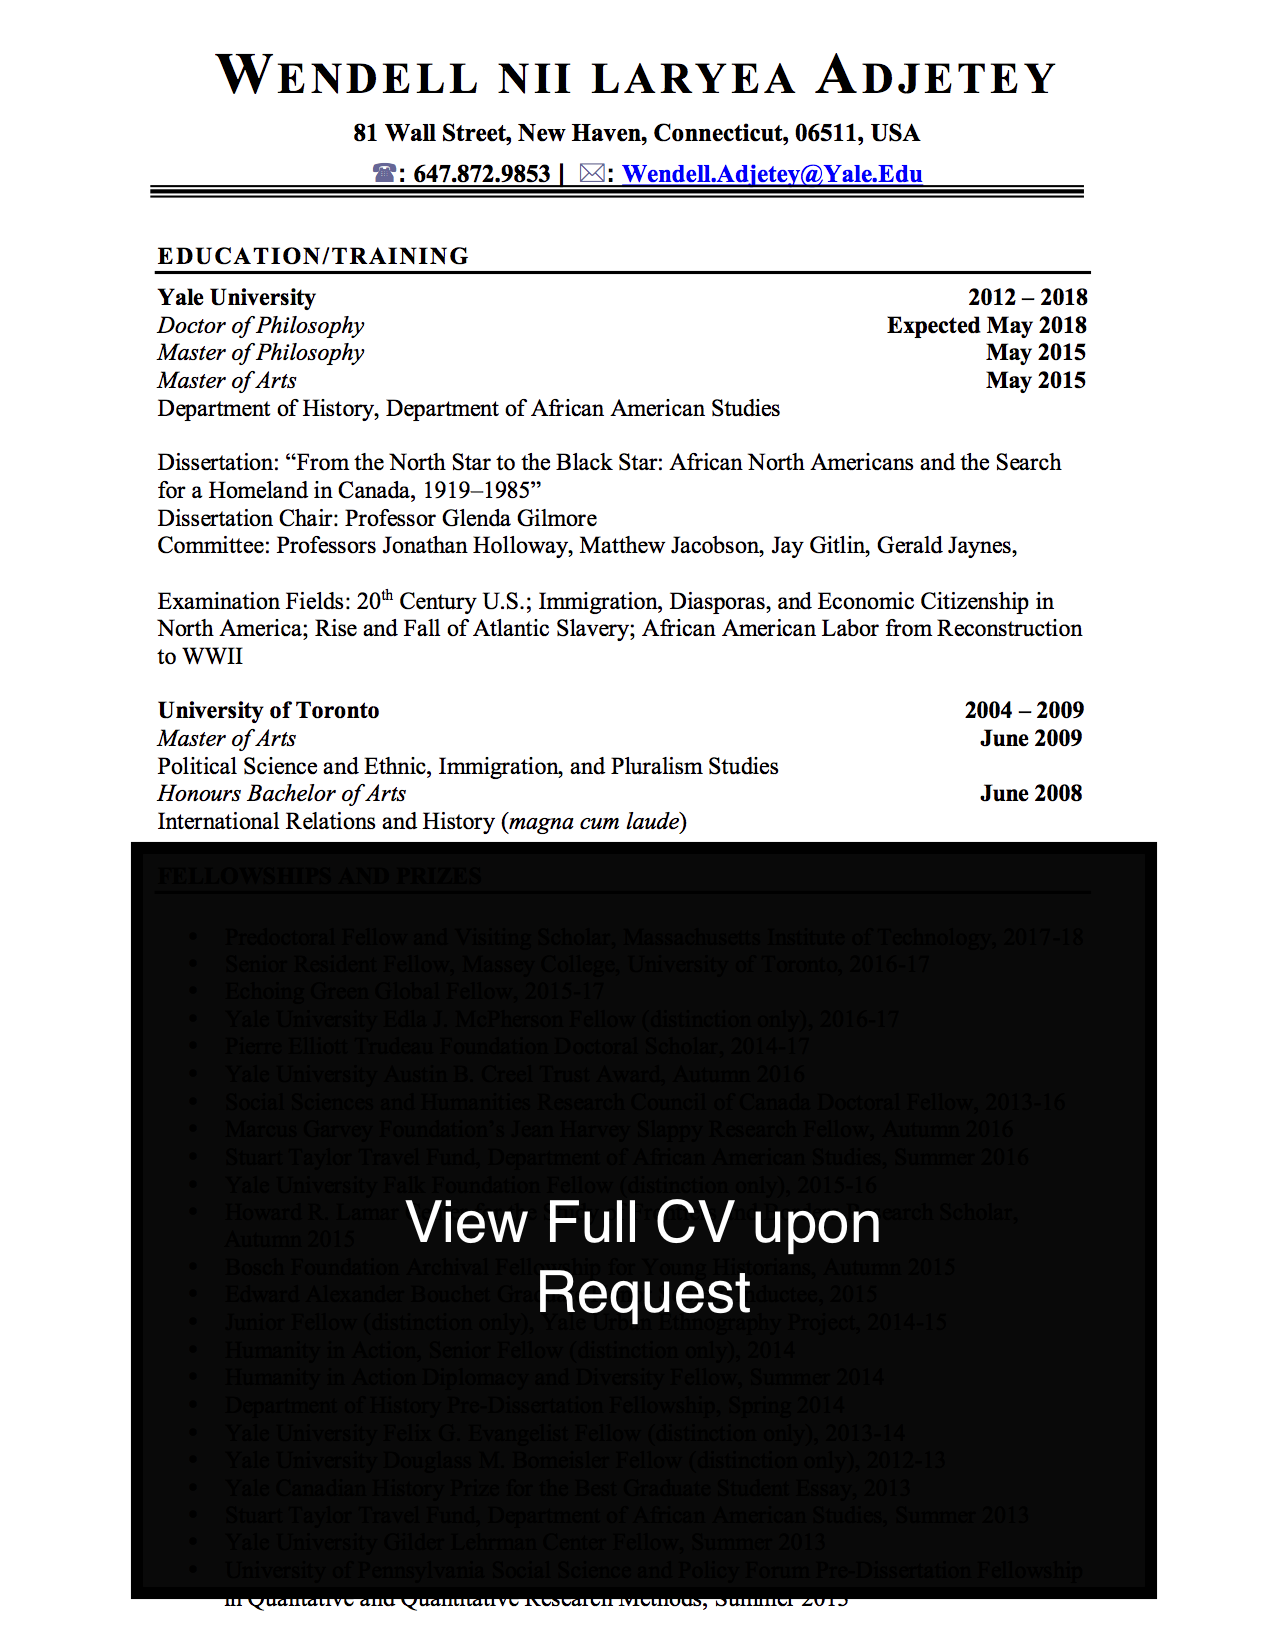 WENDELL NII LARYEA ADJETEY
81 Wall Street, New Haven, Connecticut, 06511, USA
☎: 647.872.9853 | ✉: Wendell.Adjetey@Yale.Edu
EDUCATION/TRAINING
Yale University 2012 – 2018
Doctor of Philosophy Expected May 2018
Master of Philosophy May 2015
Master of Arts May 2015
Department of History, Department of African American Studies
Dissertation: “From the North Star to the Black Star: African North Americans and the Search
for a Homeland in Canada, 1919–1985”
Dissertation Chair: Professor Glenda Gilmore
Committee: Professors Jonathan Holloway, Matthew Jacobson, Jay Gitlin, Gerald Jaynes,
Examination Fields: 20th Century U.S.; Immigration, Diasporas, and Economic Citizenship in
North America; Rise and Fall of Atlantic Slavery; African American Labor from Reconstruction
to WWII
University of Toronto 2004 – 2009
Master of Arts June 2009
Political Science and Ethnic, Immigration, and Pluralism Studies
Honours Bachelor of Arts June 2008
International Relations and History (magna cum laude)
FELLOWSHIPS AND PRIZES
• Predoctoral Fellow and Visiting Scholar, Massachusetts Institute of Technology, 2017-18
• Senior Resident Fellow, Massey College, University of Toronto, 2016-17
• Echoing Green Global Fellow, 2015-17
• Yale University Edla J. McPherson Fellow (distinction only), 2016-17
• Pierre Elliott Trudeau Foundation Doctoral Scholar, 2014-17
• Yale University Austin B. Creel Trust Award, Autumn 2016
• Social Sciences and Humanities Research Council of Canada Doctoral Fellow, 2013-16
• Marcus Garvey Foundation’s Jean Harvey Slappy Research Fellow, Autumn 2016
• Stuart Taylor Travel Fund, Department of African American Studies, Summer 2016
• Yale University Falk Foundation Fellow (distinction only), 2015-16
• Howard R. Lamar for the Study of Research Scholar,
View Full CV upon
Autumn 2015
• Bosch Foundation Archival Fellowship for Young Historians, Autumn 2015
• Edward Alexander Bouchet 2015
Request
• Junior Fellow (distinction only), Yale Urban Ethnography Project, 2014-15
• Humanity in Action, Senior Fellow (distinction only), 2014
• Humanity in Action Diplomacy and Diversity Fellow, Summer 2014
• Department of History Pre-Dissertation Fellowship, Spring 2014
• Yale University Felix G. Evangelist Fellow (distinction only), 2013-14
• Yale University Douglass M. Bomeisler Fellow (distinction only), 2012-13
• Yale Canadian History Prize for the Best Graduate Student Essay, 2013
• Stuart Taylor Travel Fund, Department of African American Studies, Summer 2013
• Yale University Gilder Lehrman Center Fellow, Summer 2013
• University of Pennsylvania Social Science and Policy Forum Pre-Dissertation Fellowship
in Quantitative and Quantitative Research Methods, Summer 2013